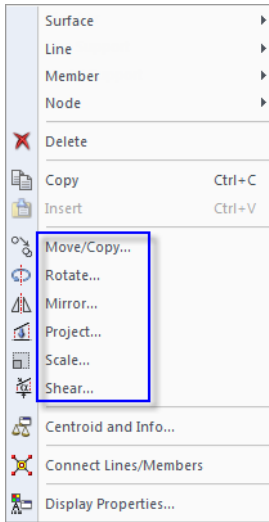 Surface
Line
Member
Node
Delete
Copy Ctrl+C
Insert Ctrl+V
Move/Copy...
Rotate...
Mirror...
Project...
Scale...
Shear...
Centroid and Info...
Connect Lines/Members
Display Properties...